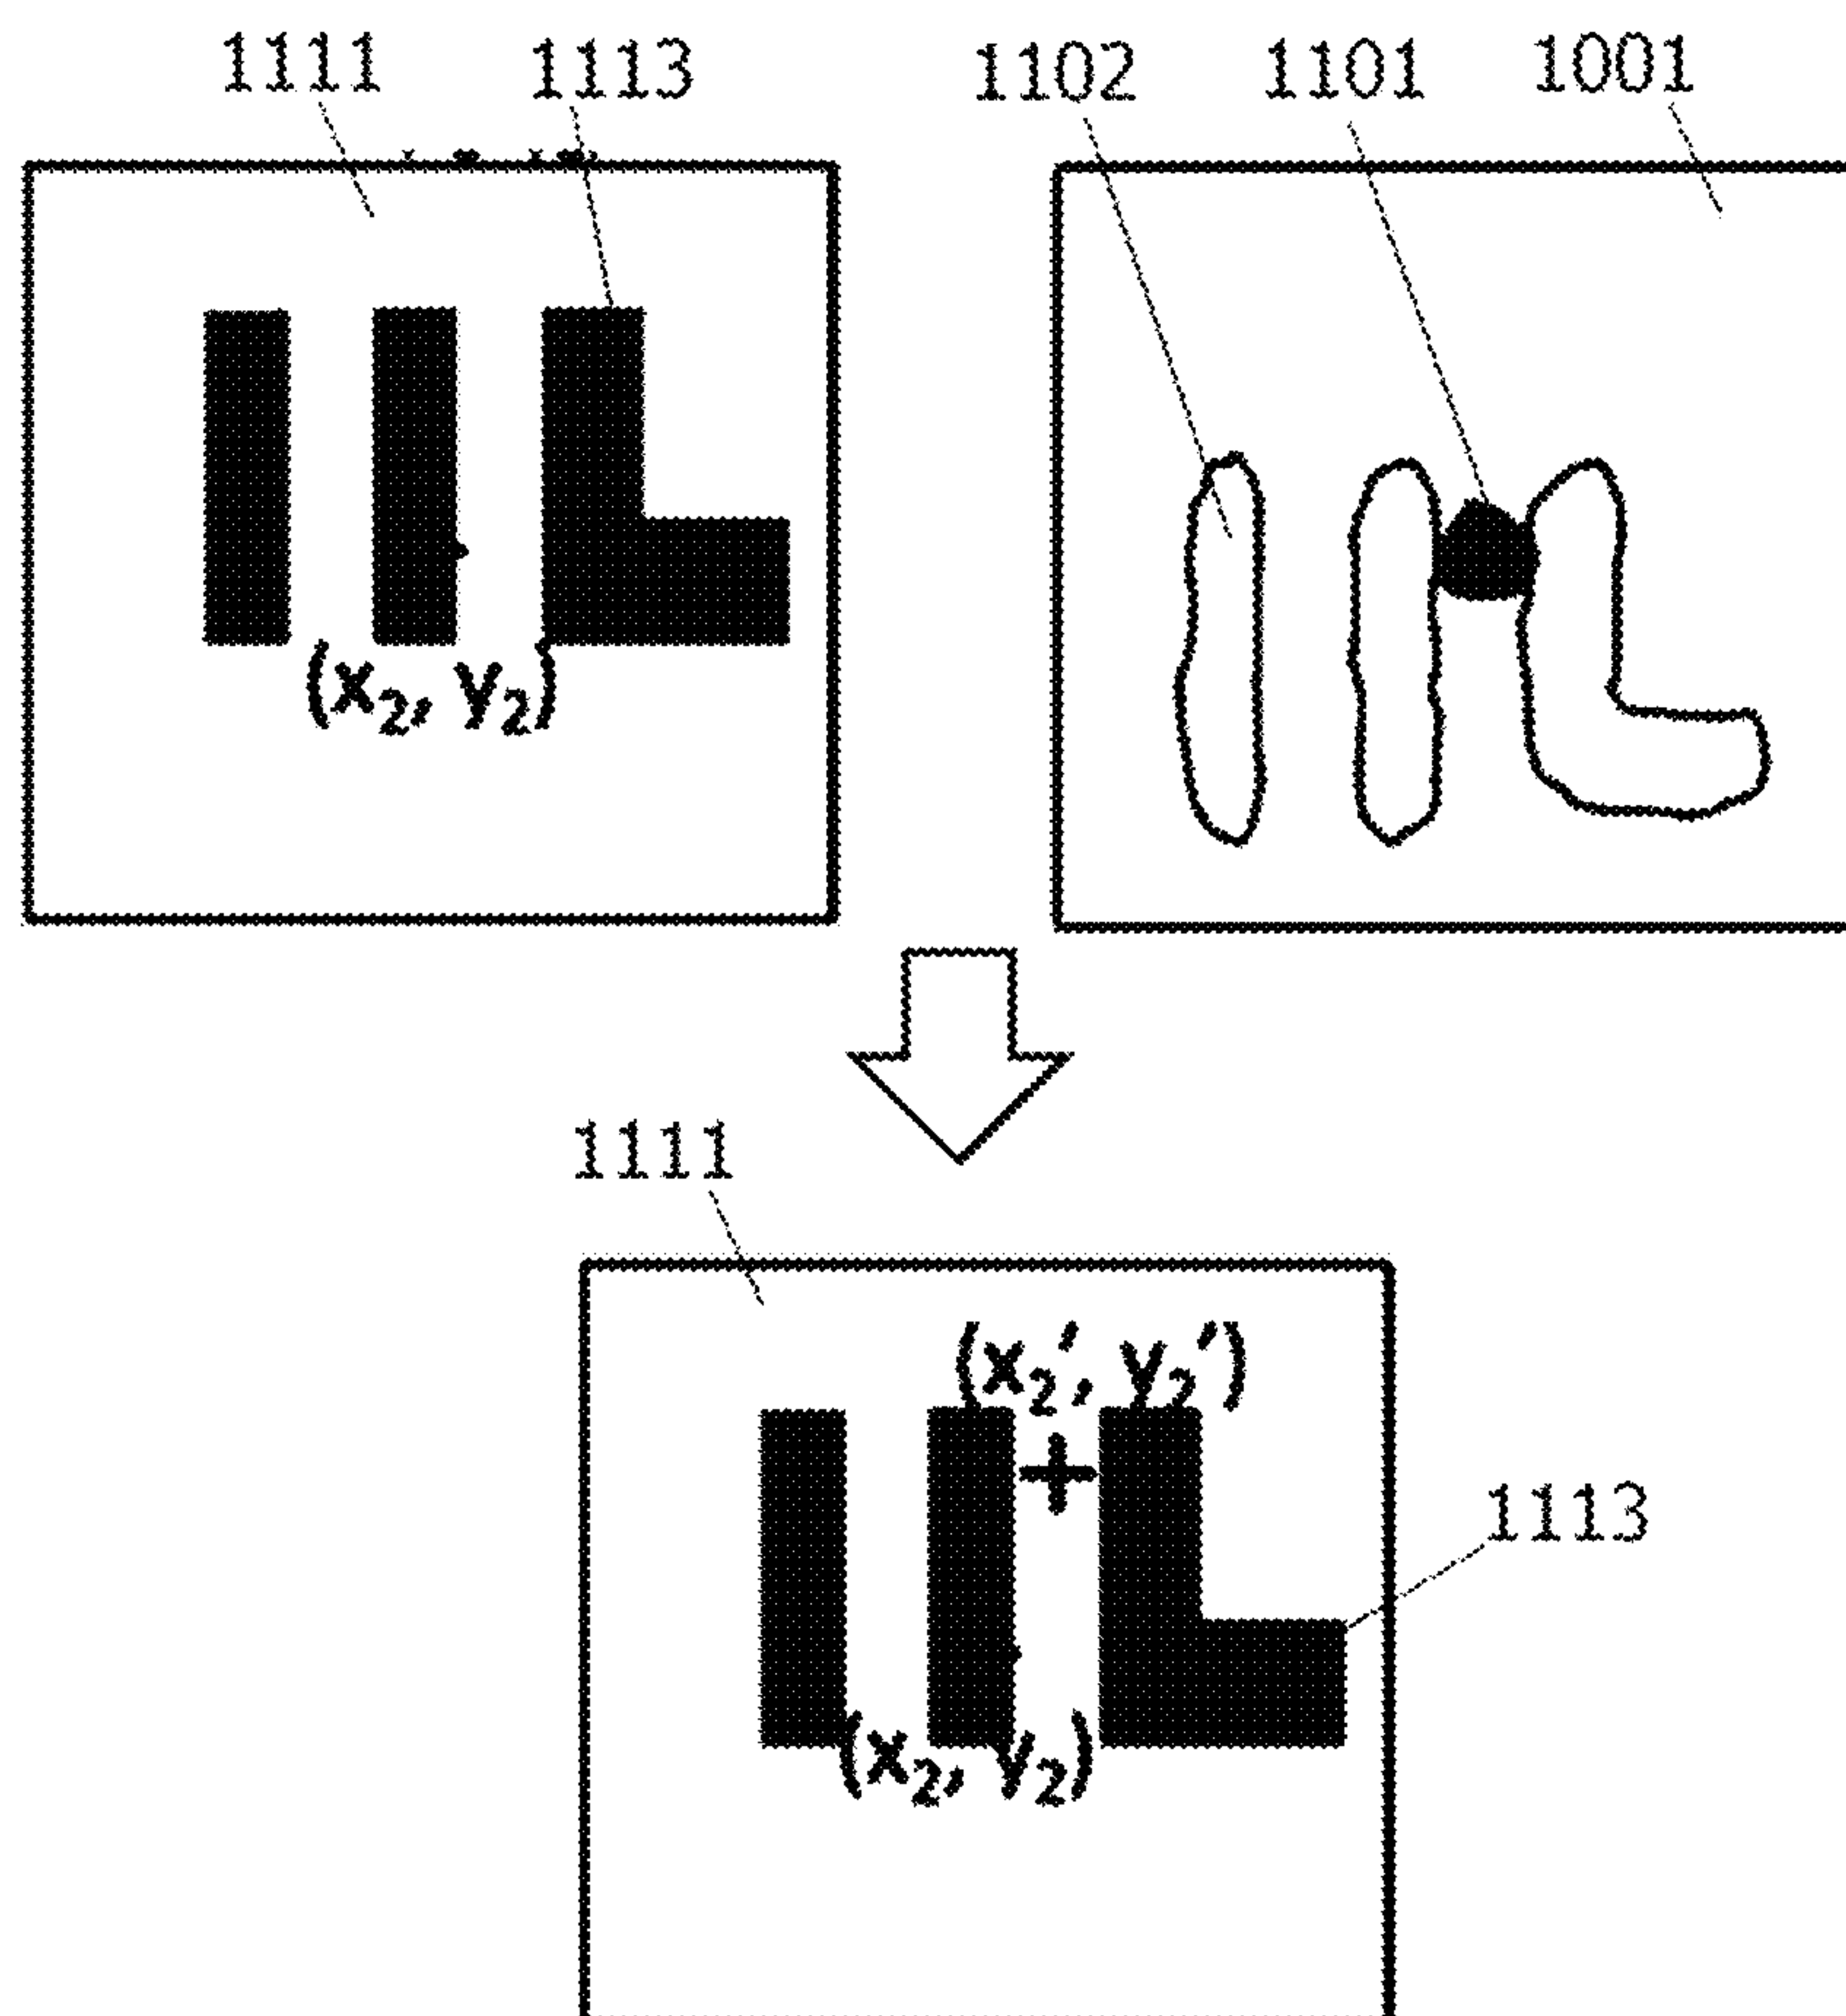 1111 1113 1102 1101 1001
(x₂, y₂)
1111
(x₂′, y₂′)
1113
(x₂, y₂)